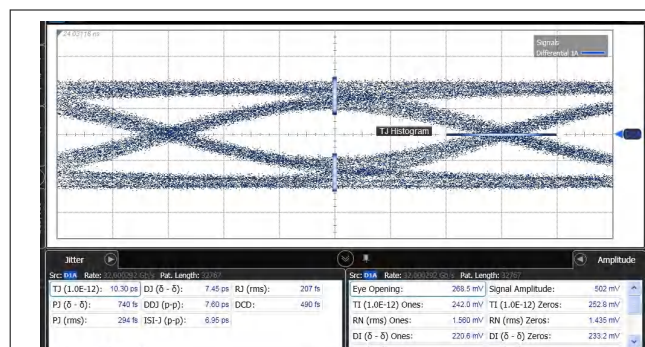 24.02116 ns
Signals
Differential 1A
TJ Histogram
Jitter
Amplitude
Src: D1A Rate: 32.000292 Gb/s Pat. Length: 32767
TJ (1.0E-12): 10.30 ps DJ (δ - δ): 7.45 ps RJ (rms): 207 fs
PJ (δ - δ): 740 fs DDJ (p-p): 7.60 ps DCD: 490 fs
PJ (rms): 294 fs ISI-J (p-p): 6.95 ps
Src: D1A Rate: 32.000292 Gb/s Pat. Length: 32767
Eye Opening: 268.5 mV Signal Amplitude: 502 mV
TI (1.0E-12) Ones: 242.0 mV TI (1.0E-12) Zeros: 252.8 mV
RN (rms) Ones: 1.560 mV RN (rms) Zeros: 1.435 mV
DI (δ - δ) Ones: 220.6 mV DI (δ - δ) Zeros: 233.2 mV